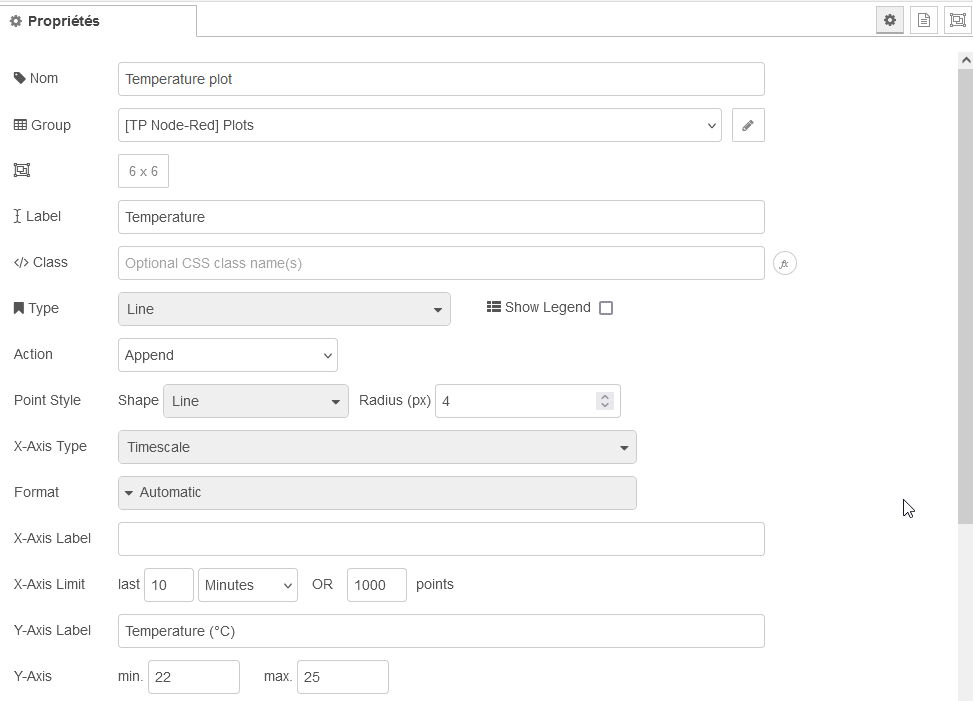 Propriétés
Nom Temperature plot
Group [TP Node-Red] Plots
6 x 6
Label Temperature
</> Class Optional CSS class name(s)
Type Line Show Legend
Action Append
Point Style Shape Line Radius (px) 4
X-Axis Type Timescale
Format Automatic
X-Axis Label
X-Axis Limit last 10 Minutes OR 1000 points
Y-Axis Label Temperature (°C)
Y-Axis min. 22 max. 25